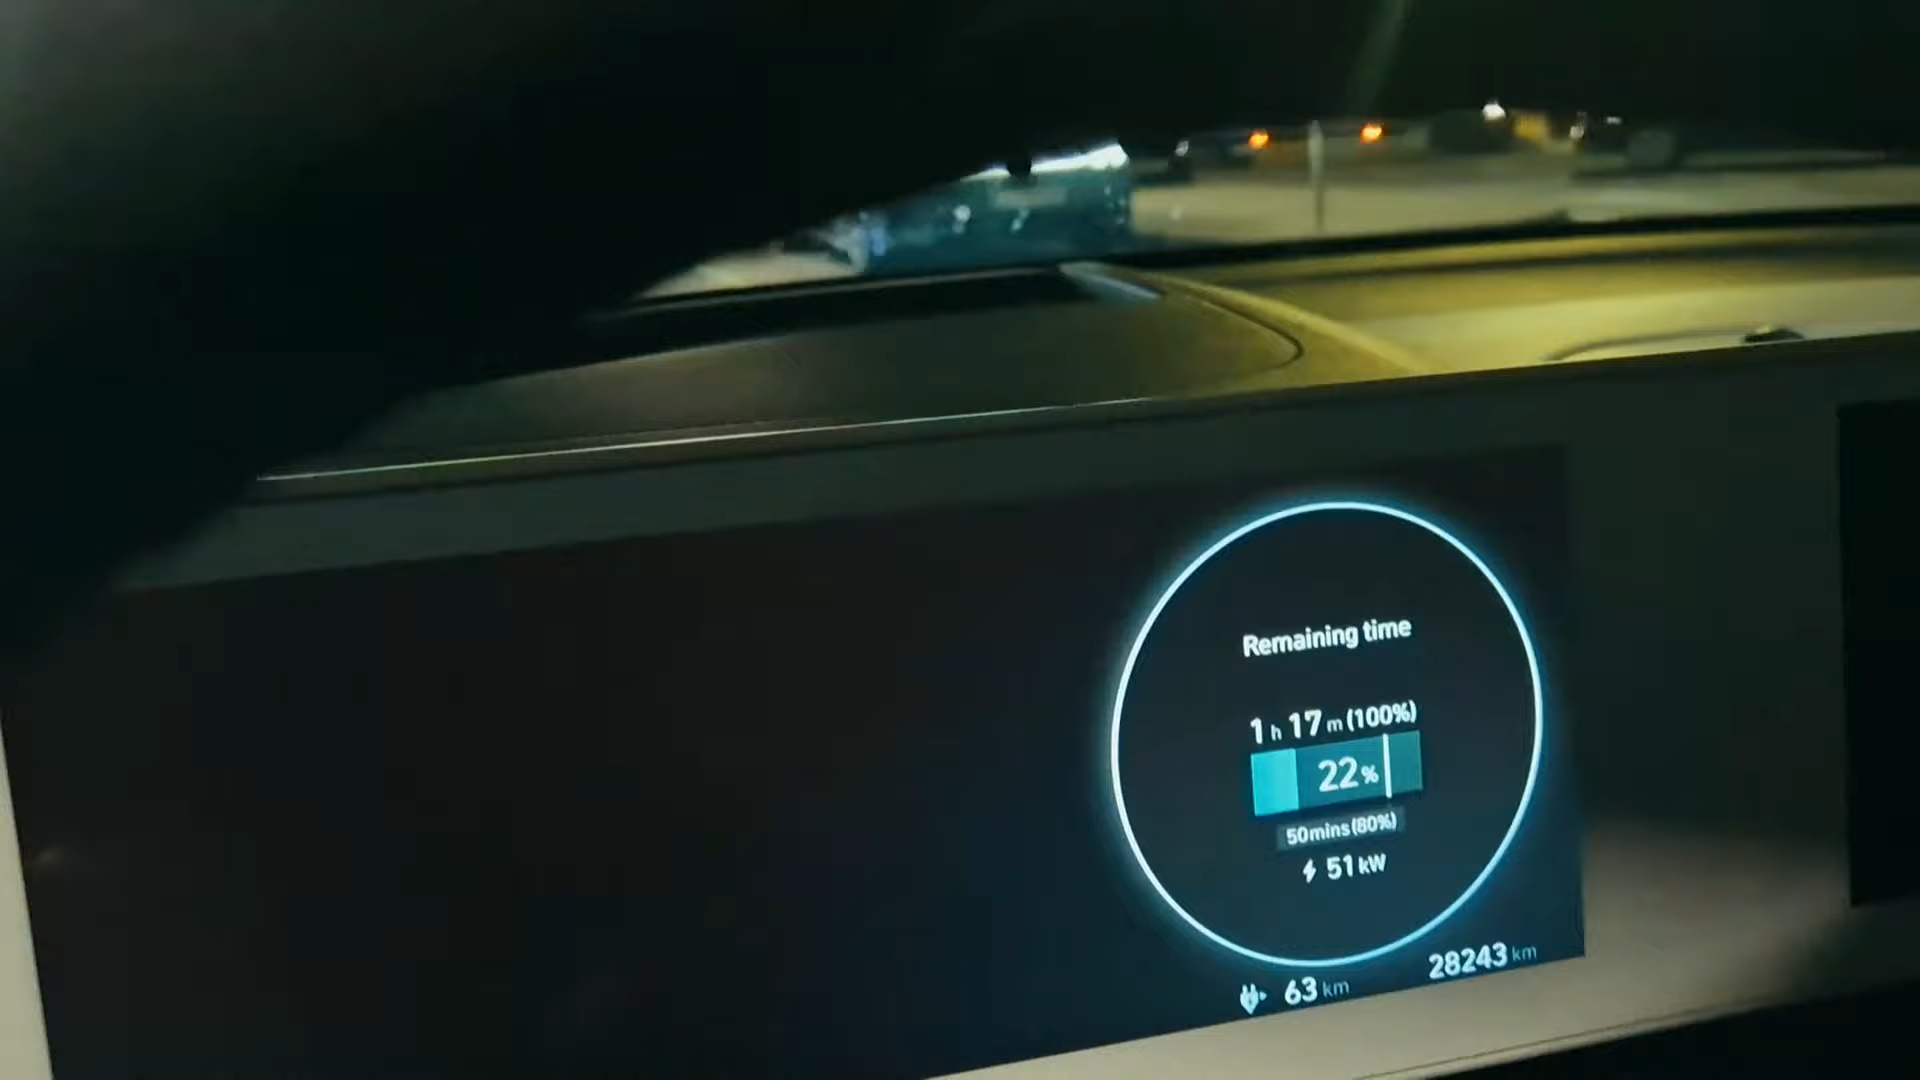 Remaining time
1 h 17 m (100%)
22 %
50mins (80%)
51 kW
28243 km
63 km